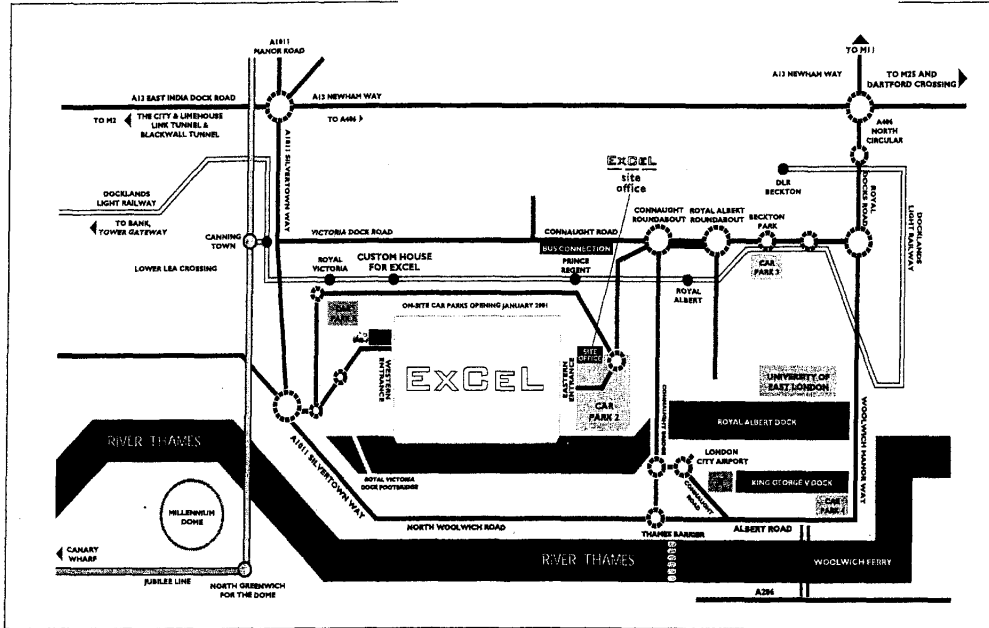 A1011
MANOR ROAD
TO M11
A13 NEWHAM WAY
TO M25 AND
DARTFORD CROSSING
A13 EAST INDIA DOCK ROAD
A13 NEWHAM WAY
TO M2
THE CITY & LIMEHOUSE
LINK TUNNEL &
BLACKWALL TUNNEL
TO A406
A406
NORTH
CIRCULAR
A1011 SILVERTOWN WAY
EXCEL
site
office
DLR
BECKTON
ROYAL
DOCKS ROAD
DOCKLANDS
LIGHT RAILWAY
DOCKLANDS
LIGHT RAILWAY
TO BANK,
TOWER GATEWAY
CANNING
TOWN
VICTORIA DOCK ROAD
CONNAUGHT ROAD
CONNAUGHT
ROUNDABOUT
ROYAL ALBERT
ROUNDABOUT
BECKTON
PARK
BUS CONNECTION
PRINCE
REGENT
LOWER LEA CROSSING
ROYAL
VICTORIA
CUSTOM HOUSE
FOR EXCEL
CAR
PARK 3
ROYAL
ALBERT
ON-SITE CAR PARKS OPENING JANUARY 2001
CAR
WESTERN
ENTRANCE
EXCEL
EASTERN
ENTRANCE
SITE
OFFICE
CAR
PARK 2
UNIVERSITY OF
EAST LONDON
CONNAUGHT BRIDGE
ROYAL ALBERT DOCK
WOOLWICH MANOR WAY
RIVER THAMES
A1011 SILVERTOWN WAY
ROYAL VICTORIA
DOCK FOOTBRIDGE
LONDON
CITY AIRPORT
CONNAUGHT
ROAD
KING GEORGE V DOCK
CAR
MILLENNIUM
DOME
NORTH WOOLWICH ROAD
THAMES BARRIER
ALBERT ROAD
CANARY
WHARF
RIVER THAMES
WOOLWICH FERRY
JUBILEE LINE
NORTH GREENWICH
FOR THE DOME
A206